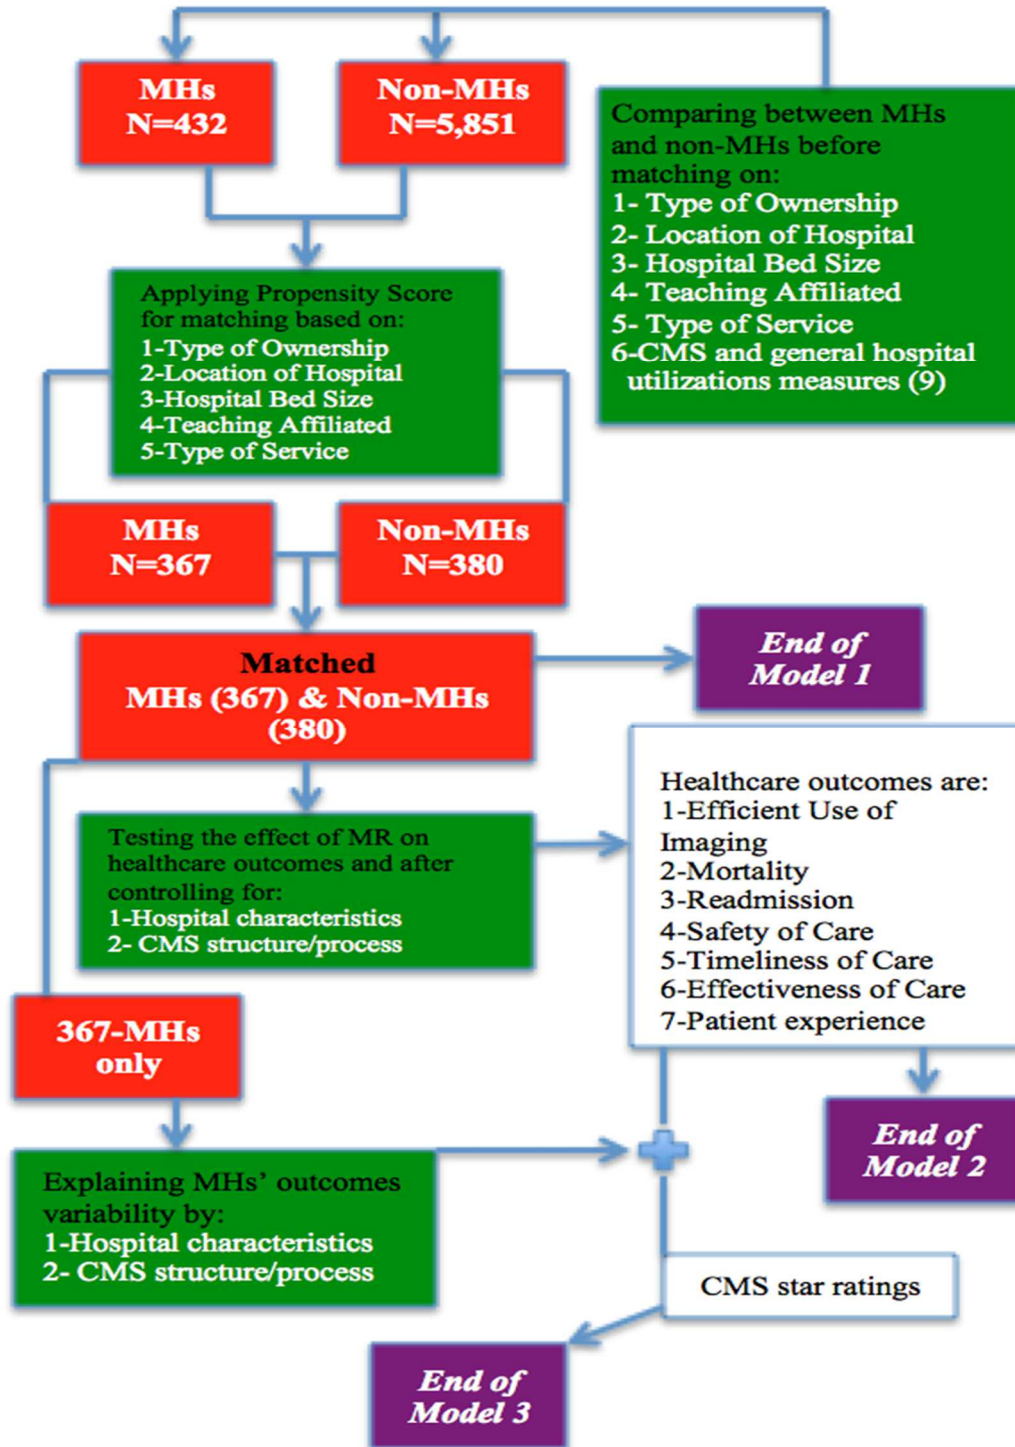 MHs
N=432
Non-MHs
N=5,851
Comparing between MHs
and non-MHs before
matching on:
1- Type of Ownership
2- Location of Hospital
3- Hospital Bed Size
4- Teaching Affiliated
5- Type of Service
6-CMS and general hospital
utilizations measures (9)
Applying Propensity Score
for matching based on:
1-Type of Ownership
2-Location of Hospital
3-Hospital Bed Size
4-Teaching Affiliated
5-Type of Service
MHs
N=367
Non-MHs
N=380
Matched
MHs (367) & Non-MHs
(380)
End of
Model 1
Healthcare outcomes are:
1-Efficient Use of
Imaging
2-Mortality
3-Readmission
4-Safety of Care
5-Timeliness of Care
6-Effectiveness of Care
7-Patient experience
Testing the effect of MR on
healthcare outcomes and after
controlling for:
1-Hospital characteristics
2- CMS structure/process
367-MHs
only
End of
Model 2
Explaining MHs’ outcomes
variability by:
1-Hospital characteristics
2- CMS structure/process
CMS star ratings
End of
Model 3